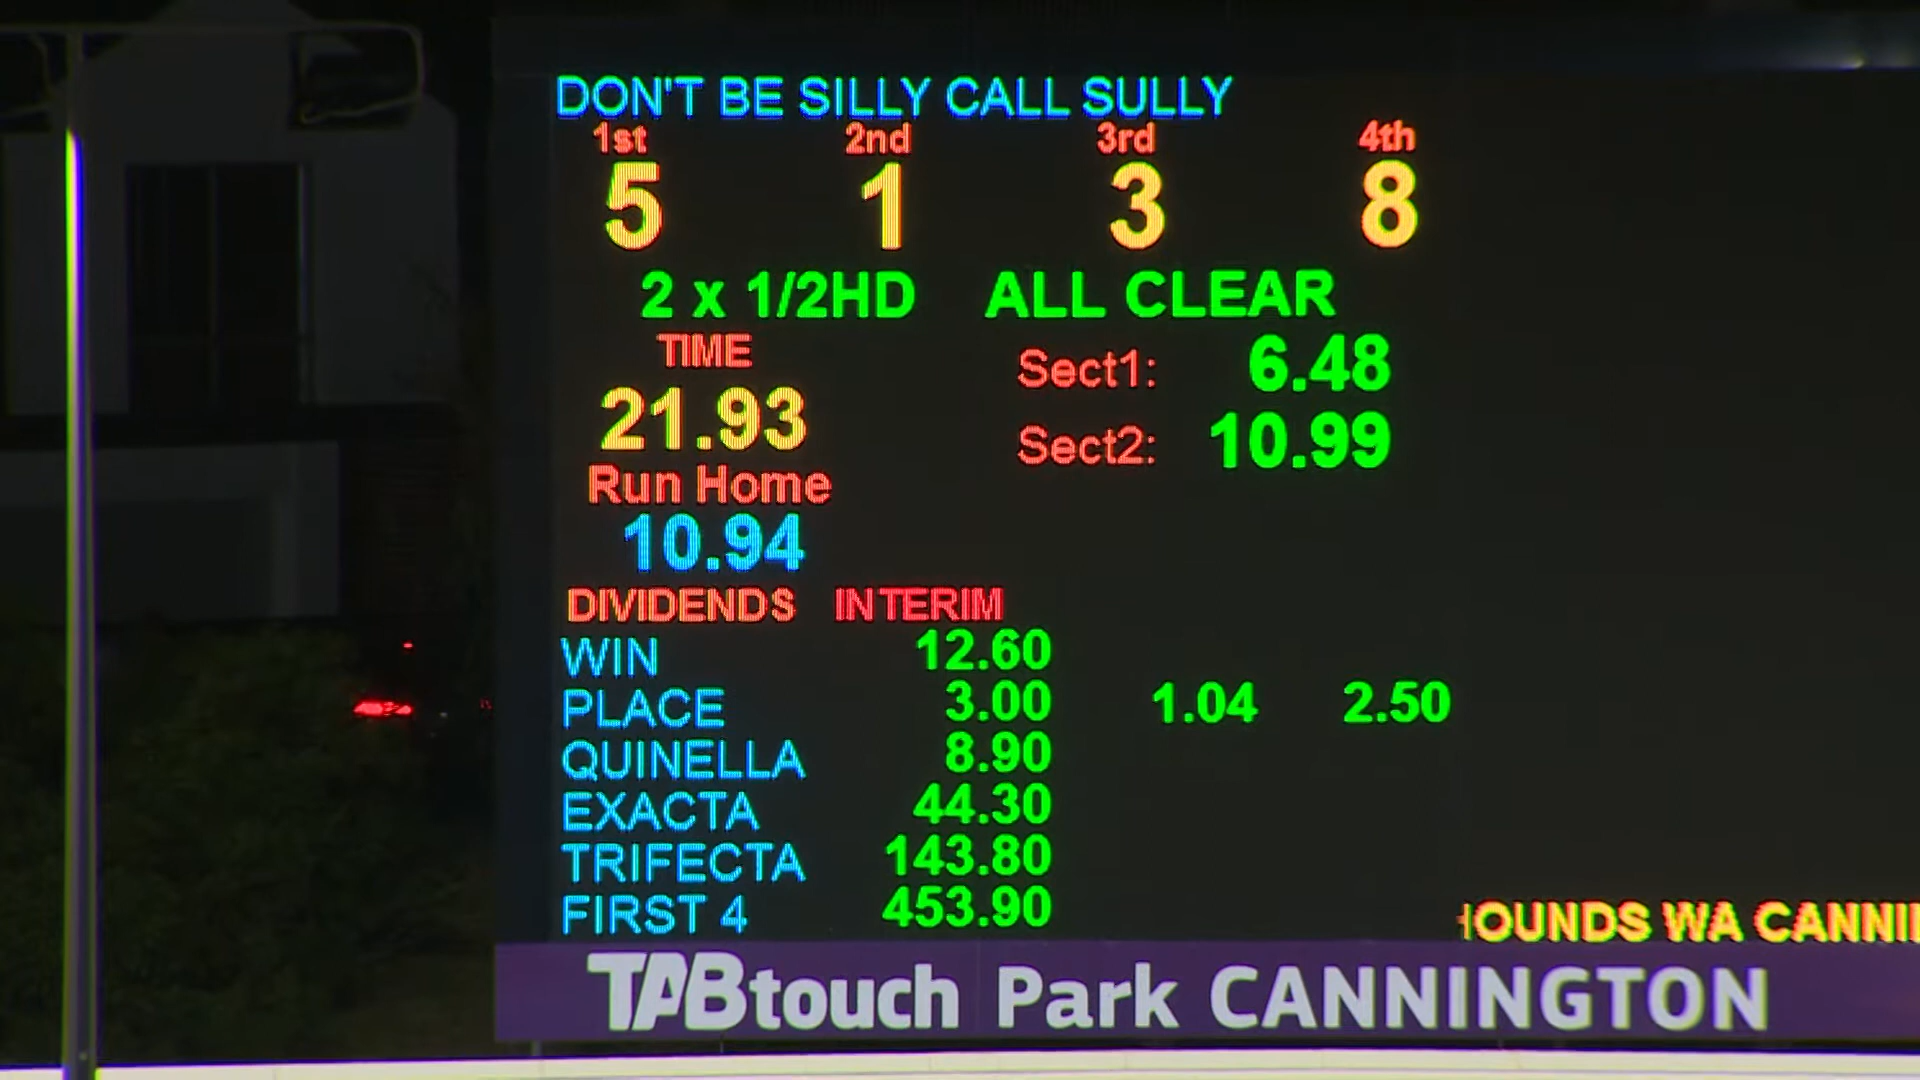 DON'T BE SILLY CALL SULLY
1st 2nd 3rd 4th
5 1 3 8
2 x 1/2HD ALL CLEAR
TIME
Sect1: 6.48
21.93
Sect2: 10.99
Run Home
10.94
DIVIDENDS INTERIM
WIN 12.60
PLACE 3.00 1.04 2.50
QUINELLA 8.90
EXACTA 44.30
TRIFECTA 143.80
FIRST 4 453.90
HOUNDS WA CANNI
TABtouch Park CANNINGTON